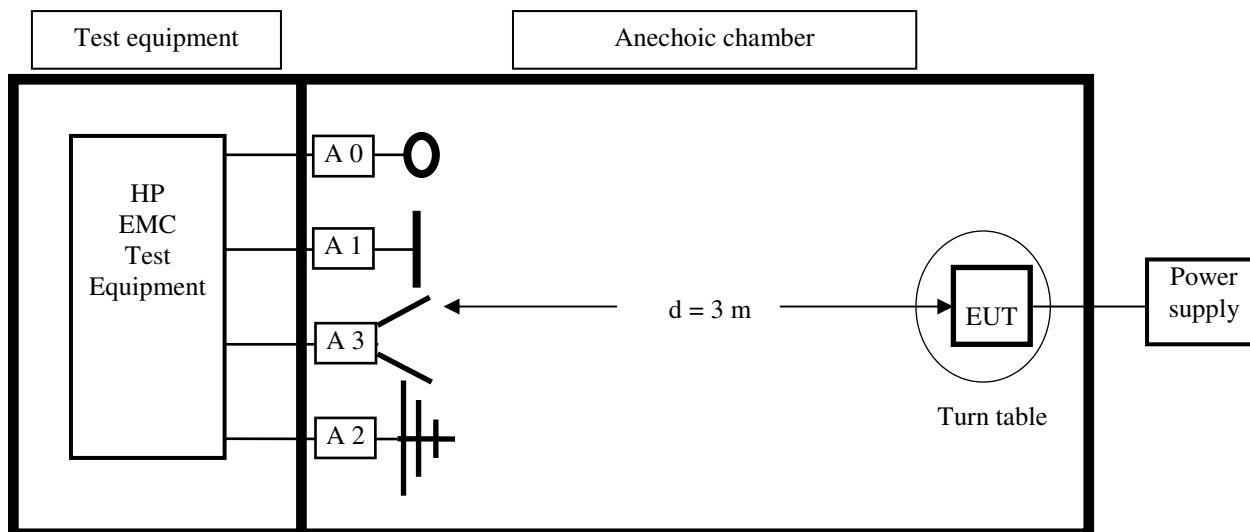 Test equipment
Anechoic chamber
HP
EMC
Test
Equipment
A 0
A 1
A 3
A 2
d = 3 m
EUT
Turn table
Power
supply